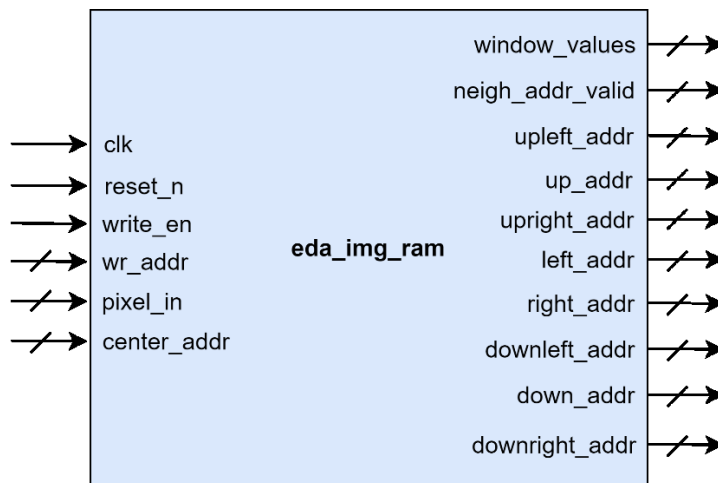 clk
reset_n
write_en
wr_addr
pixel_in
center_addr
eda_img_ram
window_values
neigh_addr_valid
upleft_addr
up_addr
upright_addr
left_addr
right_addr
downleft_addr
down_addr
downright_addr